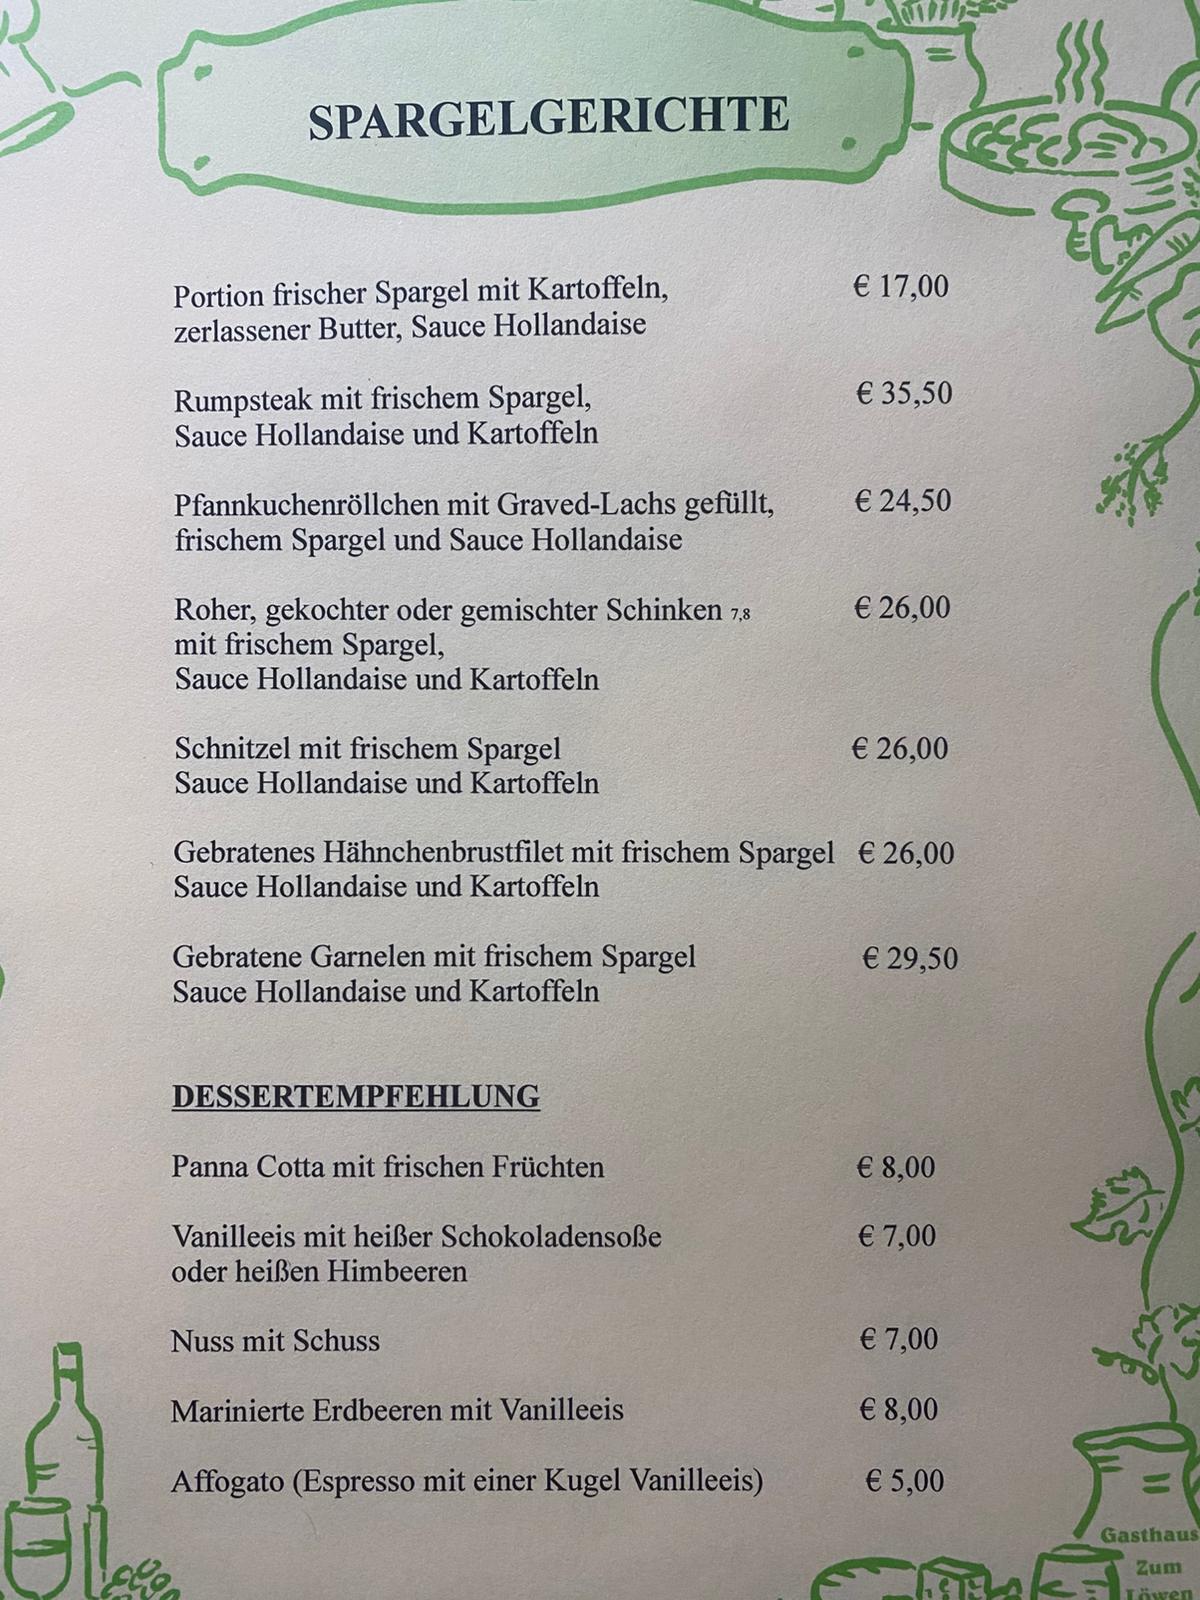 SPARGELGERICHTE
Portion frischer Spargel mit Kartoffeln, € 17,00
zerlassener Butter, Sauce Hollandaise
Rumpsteak mit frischem Spargel, € 35,50
Sauce Hollandaise und Kartoffeln
Pfannkuchenröllchen mit Graved-Lachs gefüllt, € 24,50
frischem Spargel und Sauce Hollandaise
Roher, gekochter oder gemischter Schinken 7,8 € 26,00
mit frischem Spargel,
Sauce Hollandaise und Kartoffeln
Schnitzel mit frischem Spargel € 26,00
Sauce Hollandaise und Kartoffeln
Gebratenes Hähnchenbrustfilet mit frischem Spargel € 26,00
Sauce Hollandaise und Kartoffeln
Gebratene Garnelen mit frischem Spargel € 29,50
Sauce Hollandaise und Kartoffeln
DESSERTEMPFEHLUNG
Panna Cotta mit frischen Früchten € 8,00
Vanilleeis mit heißer Schokoladensoße € 7,00
oder heißen Himbeeren
Nuss mit Schuss € 7,00
Marinierte Erdbeeren mit Vanilleeis € 8,00
Affogato (Espresso mit einer Kugel Vanilleeis) € 5,00
Gasthaus
Zum
Löwen